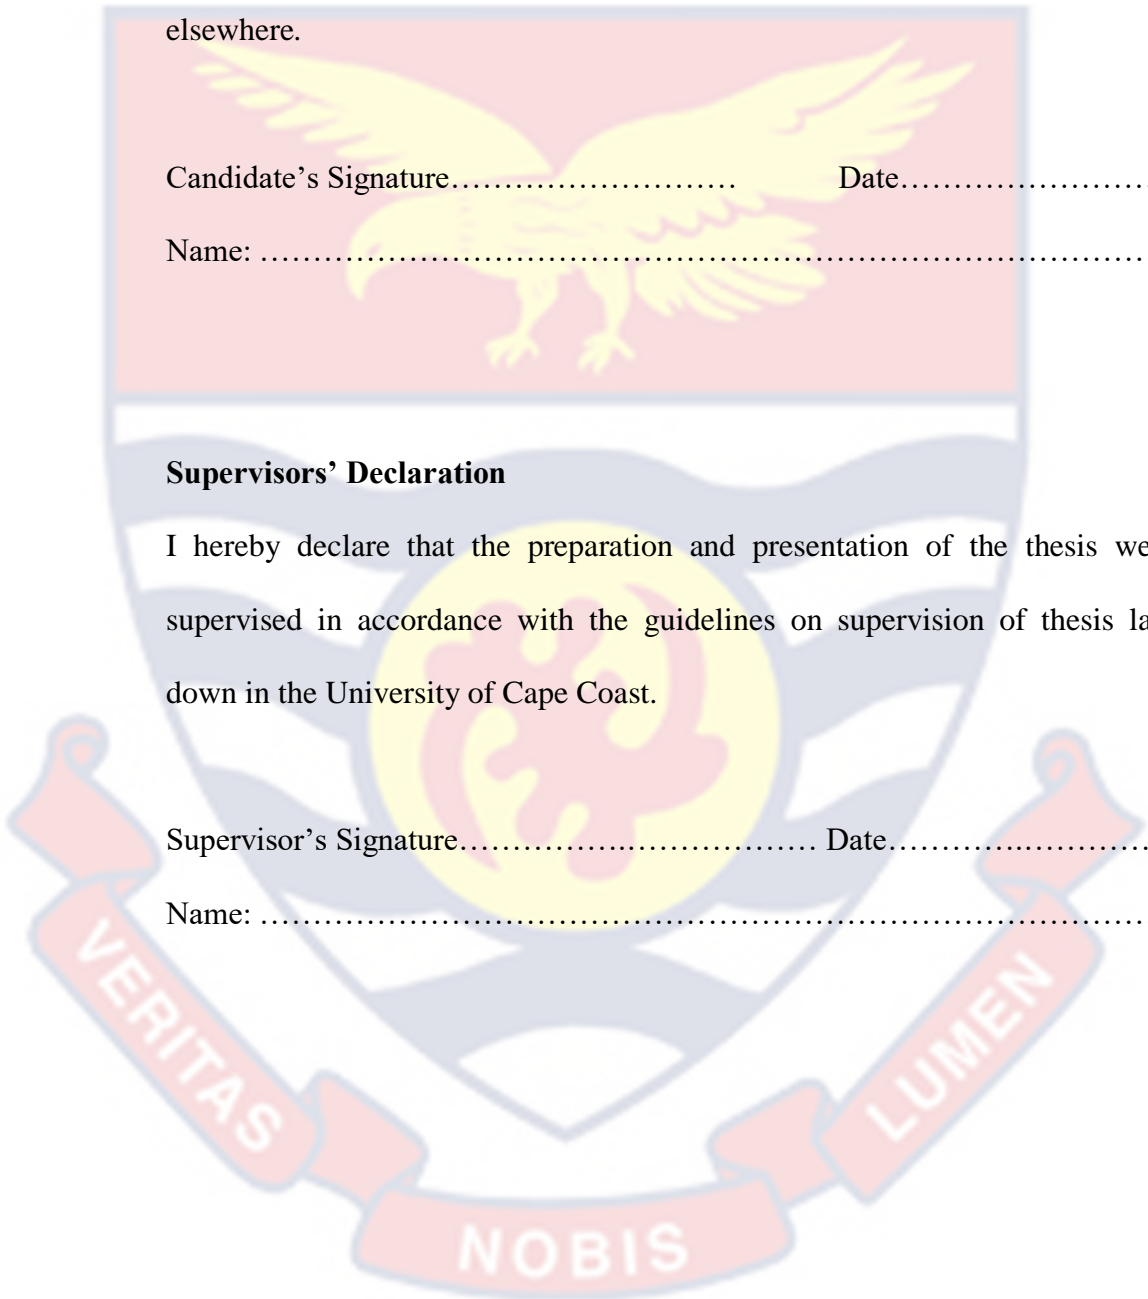 elsewhere.
Candidate’s Signature……………………… Date……………………
Name: …………………………………………………………………………
Supervisors’ Declaration
I hereby declare that the preparation and presentation of the thesis we
supervised in accordance with the guidelines on supervision of thesis la
down in the University of Cape Coast.
Supervisor’s Signature…………….……………… Date………….…………
Name: ………….…………………………………….……………………………
VERITAS
NOBIS
LUMEN